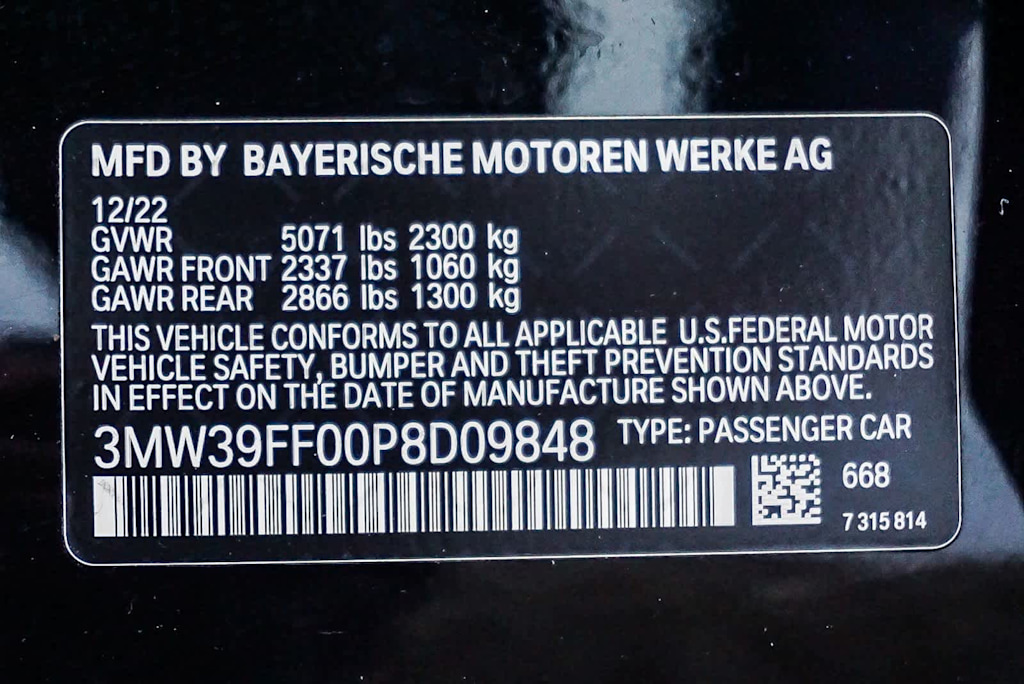 MFD BY BAYERISCHE MOTOREN WERKE AG
12/22
GVWR 5071 lbs 2300 kg
GAWR FRONT 2337 lbs 1060 kg
GAWR REAR 2866 lbs 1300 kg
THIS VEHICLE CONFORMS TO ALL APPLICABLE U.S.FEDERAL MOTOR
VEHICLE SAFETY, BUMPER AND THEFT PREVENTION STANDARDS
IN EFFECT ON THE DATE OF MANUFACTURE SHOWN ABOVE.
3MW39FF00P8D09848 TYPE: PASSENGER CAR
668
7 315 814